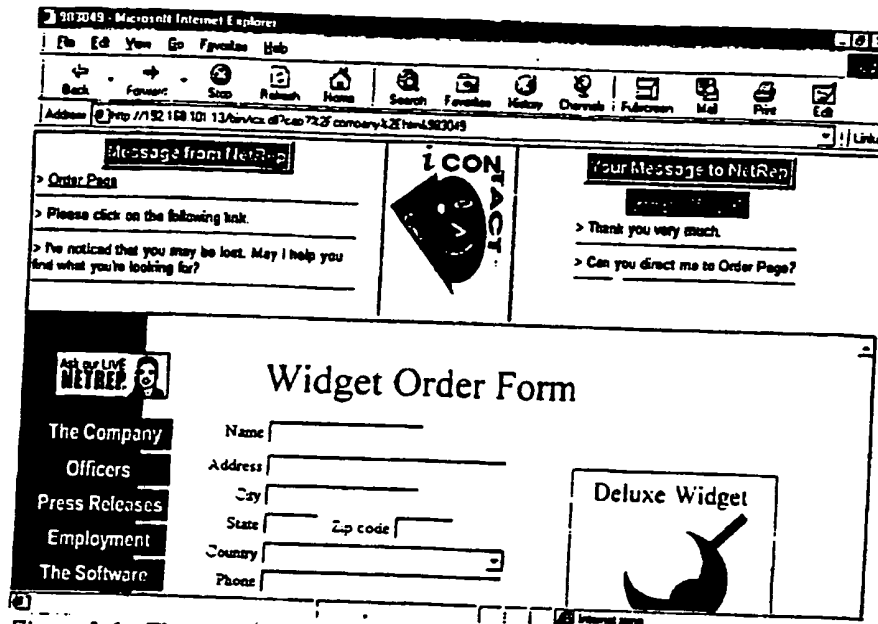 983049 - Microsoft Internet Explorer
File Edit View Go Favorites Help
Back Forward Stop Refresh Home Search Favorites History Channels Fullscreen Mail Print Edit
Address
Links
Message from NetRep
> Order Page
> Please click on the following link.
> I've noticed that you may be lost. May I help you
find what you're looking for?
i CONTACT
Your Message to NetRep
> Thank you very much.
> Can you direct me to Order Page?
Ask our LIVE
NETREP.
The Company
Officers
Press Releases
Employment
The Software
Widget Order Form
Name
Address
City
State Zip code
Country
Phone
Deluxe Widget
Internet zone